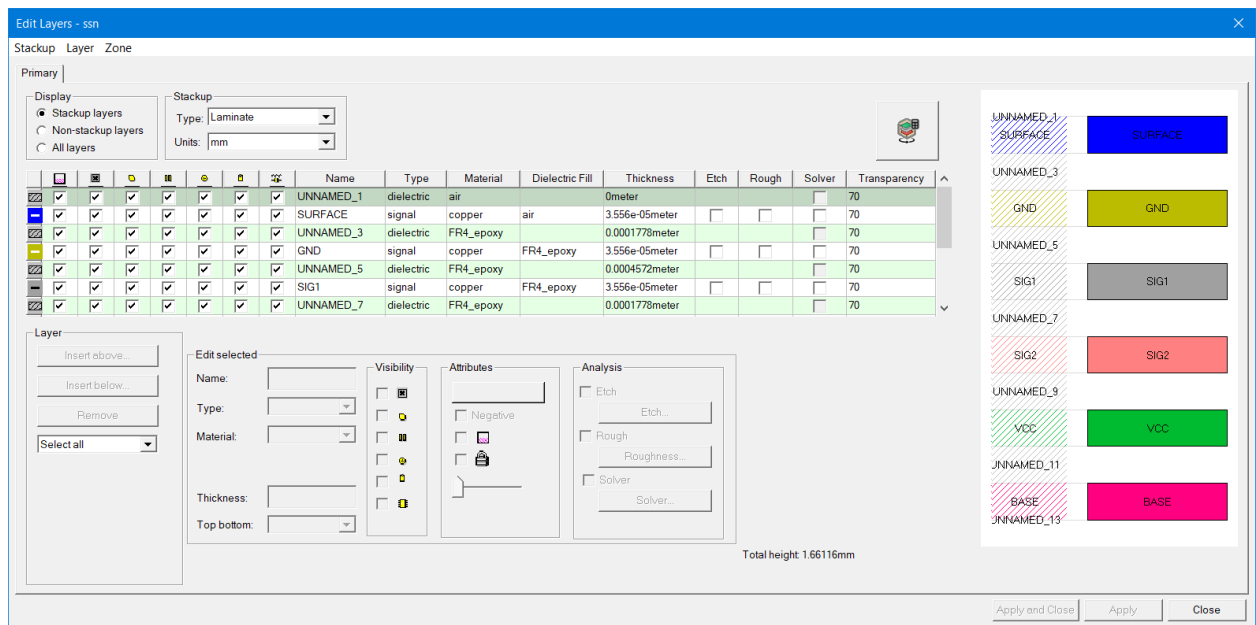 Edit Layers - ssn
Stackup Layer Zone
Primary
Display
Stackup layers
Non-stackup layers
All layers
Stackup
Type: Laminate
Units: mm
Name Type Material Dielectric Fill Thickness Etch Rough Solver Transparency
UNNAMED_1 dielectric air 0meter 70
SURFACE signal copper air 3.556e-05meter 70
UNNAMED_3 dielectric FR4_epoxy 0.0001778meter 70
GND signal copper FR4_epoxy 3.556e-05meter 70
UNNAMED_5 dielectric FR4_epoxy 0.0004572meter 70
SIG1 signal copper FR4_epoxy 3.556e-05meter 70
UNNAMED_7 dielectric FR4_epoxy 0.0001778meter 70
Layer
Insert above...
Insert below...
Remove
Select all
Edit selected
Name:
Type:
Material:
Thickness:
Top bottom:
Visibility
Attributes
Negative
Analysis
Etch
Etch...
Rough
Roughness...
Solver
Solver...
Total height: 1.66116mm
UNNAMED_1
SURFACE SURFACE
UNNAMED_3
GND GND
UNNAMED_5
SIG1 SIG1
UNNAMED_7
SIG2 SIG2
UNNAMED_9
VCC VCC
UNNAMED_11
BASE BASE
UNNAMED_13
Apply and Close Apply Close